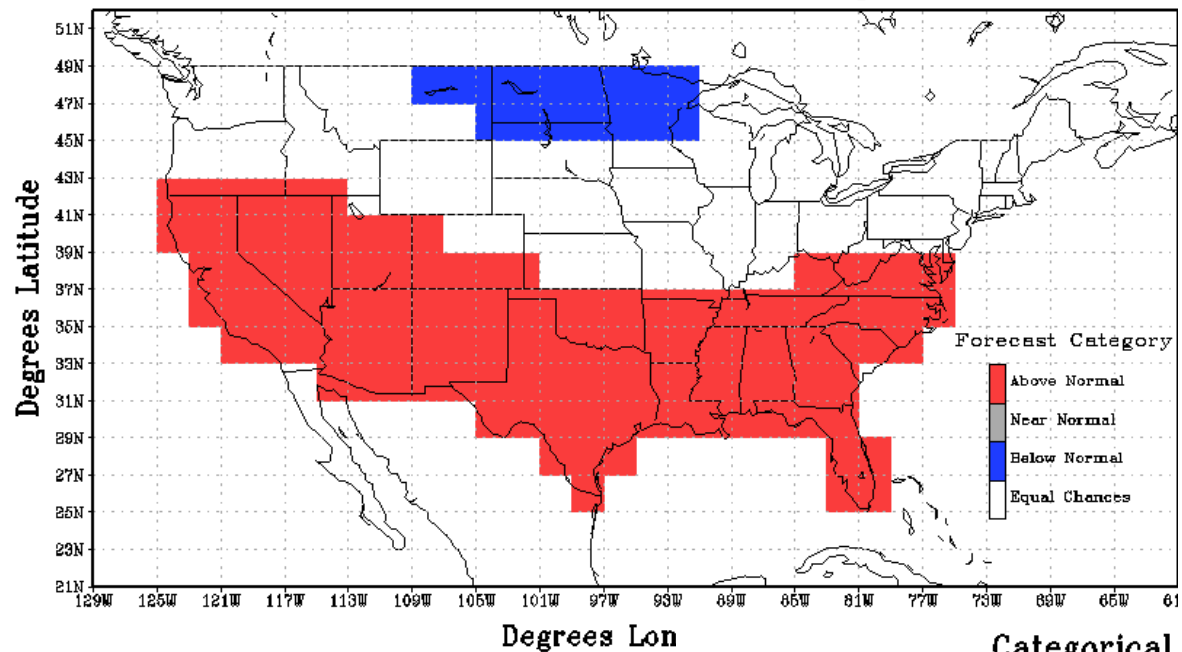 51N
49N
47N
45N
43N
41N
39N
37N
35N
33N
31N
29N
27N
25N
23N
21N
Degrees Latitude
Forecast Category
Above Normal
Near Normal
Below Normal
Equal Chances
129W 125W 121W 117W 113W 109W 105W 101W 97W 93W 89W 85W 81W 77W 73W 69W 65W 61
Degrees Lon
Categorical